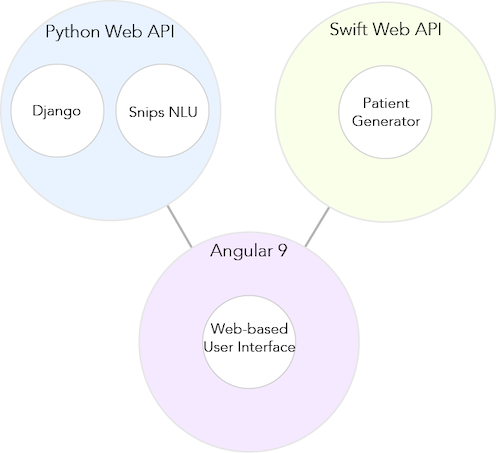 Python Web API
Django
Snips NLU
Swift Web API
Patient
Generator
Angular 9
Web-based
User Interface